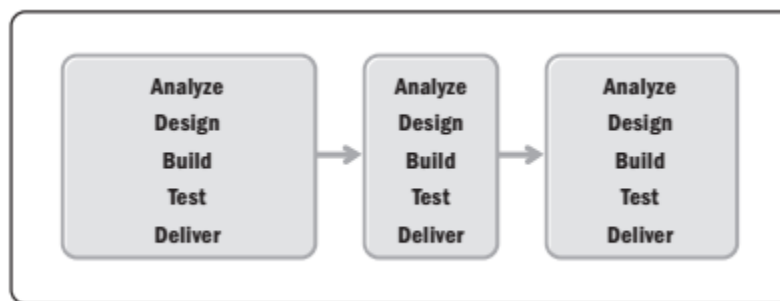 Analyze
Design
Build
Test
Deliver
Analyze
Design
Build
Test
Deliver
Analyze
Design
Build
Test
Deliver